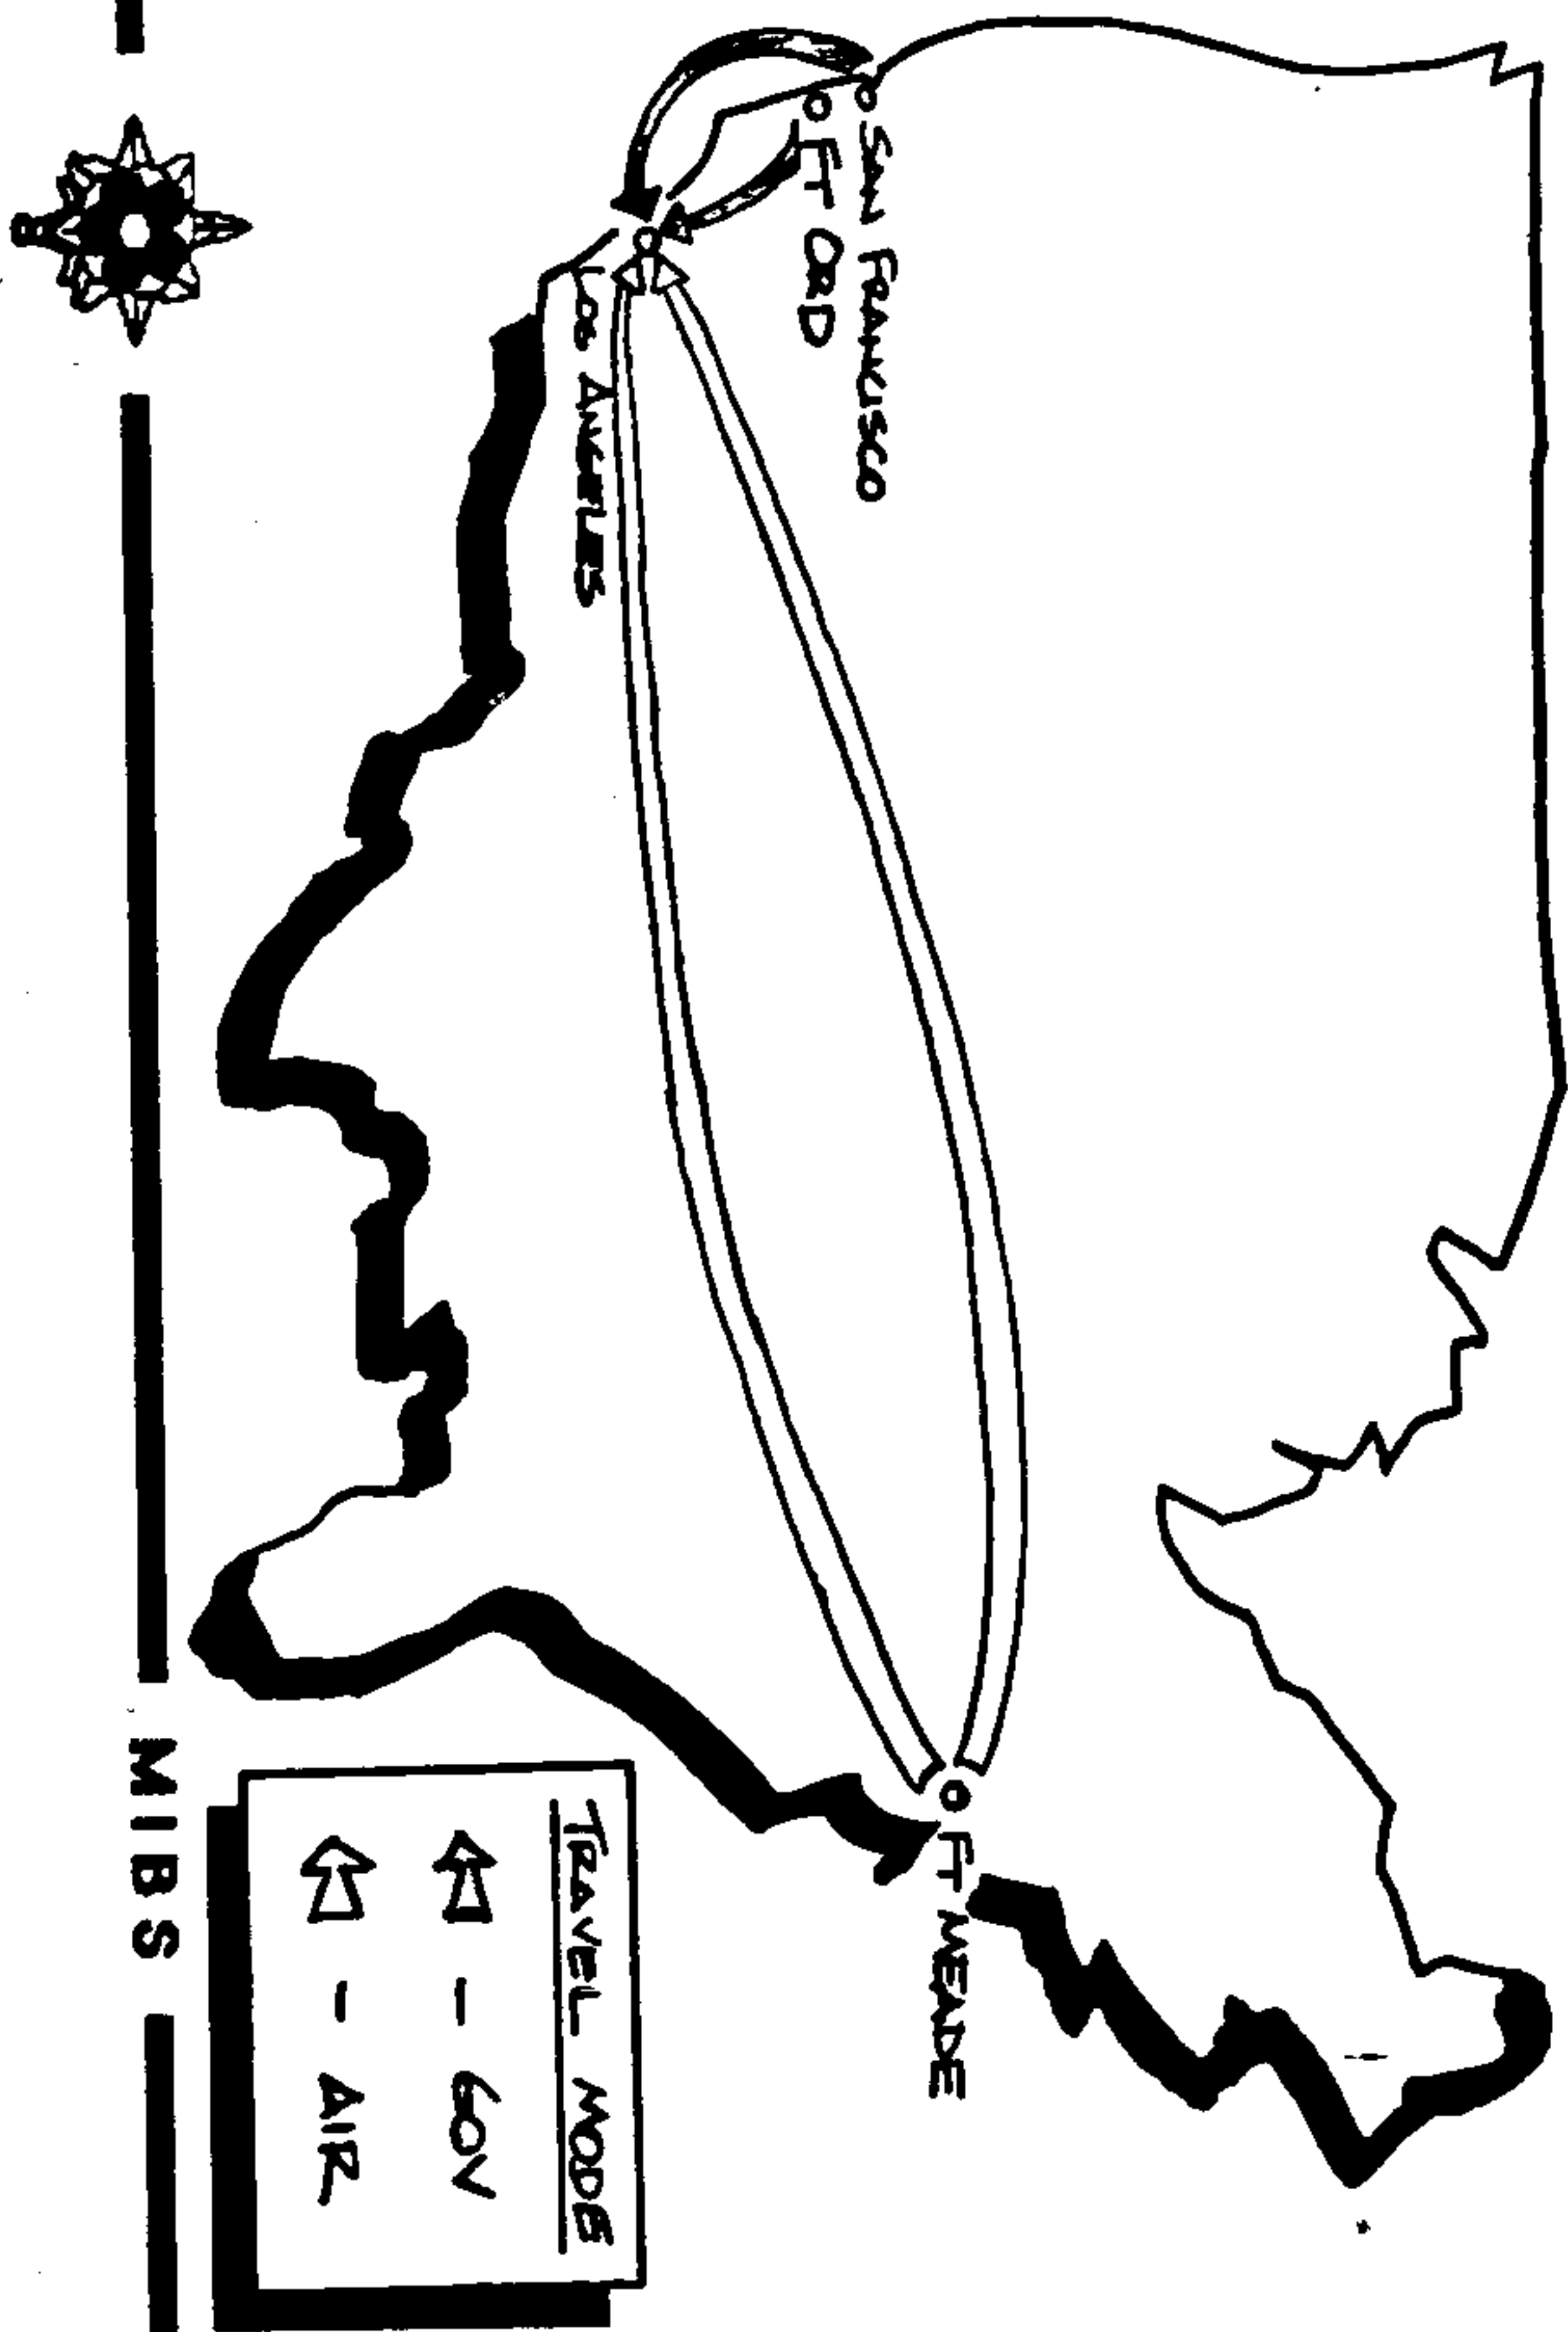 FT MEADE
SAN FRANCISCO
FT ORD
LOS ANGELES
TRAVEL MODE
- GOV
- AIR
MIBS